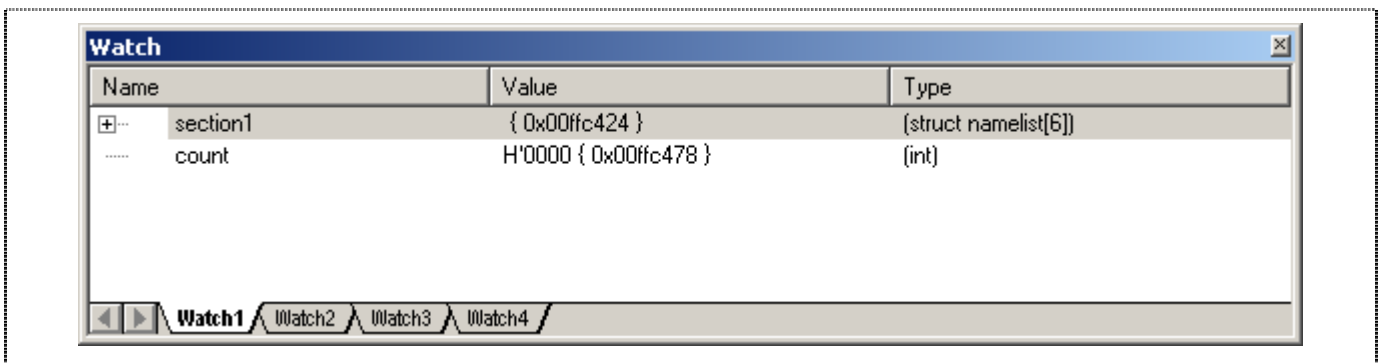 Watch
Name Value Type
section1 { 0x00ffc424 } (struct namelist[6])
count H'0000 { 0x00ffc478 } (int)
Watch1 Watch2 Watch3 Watch4